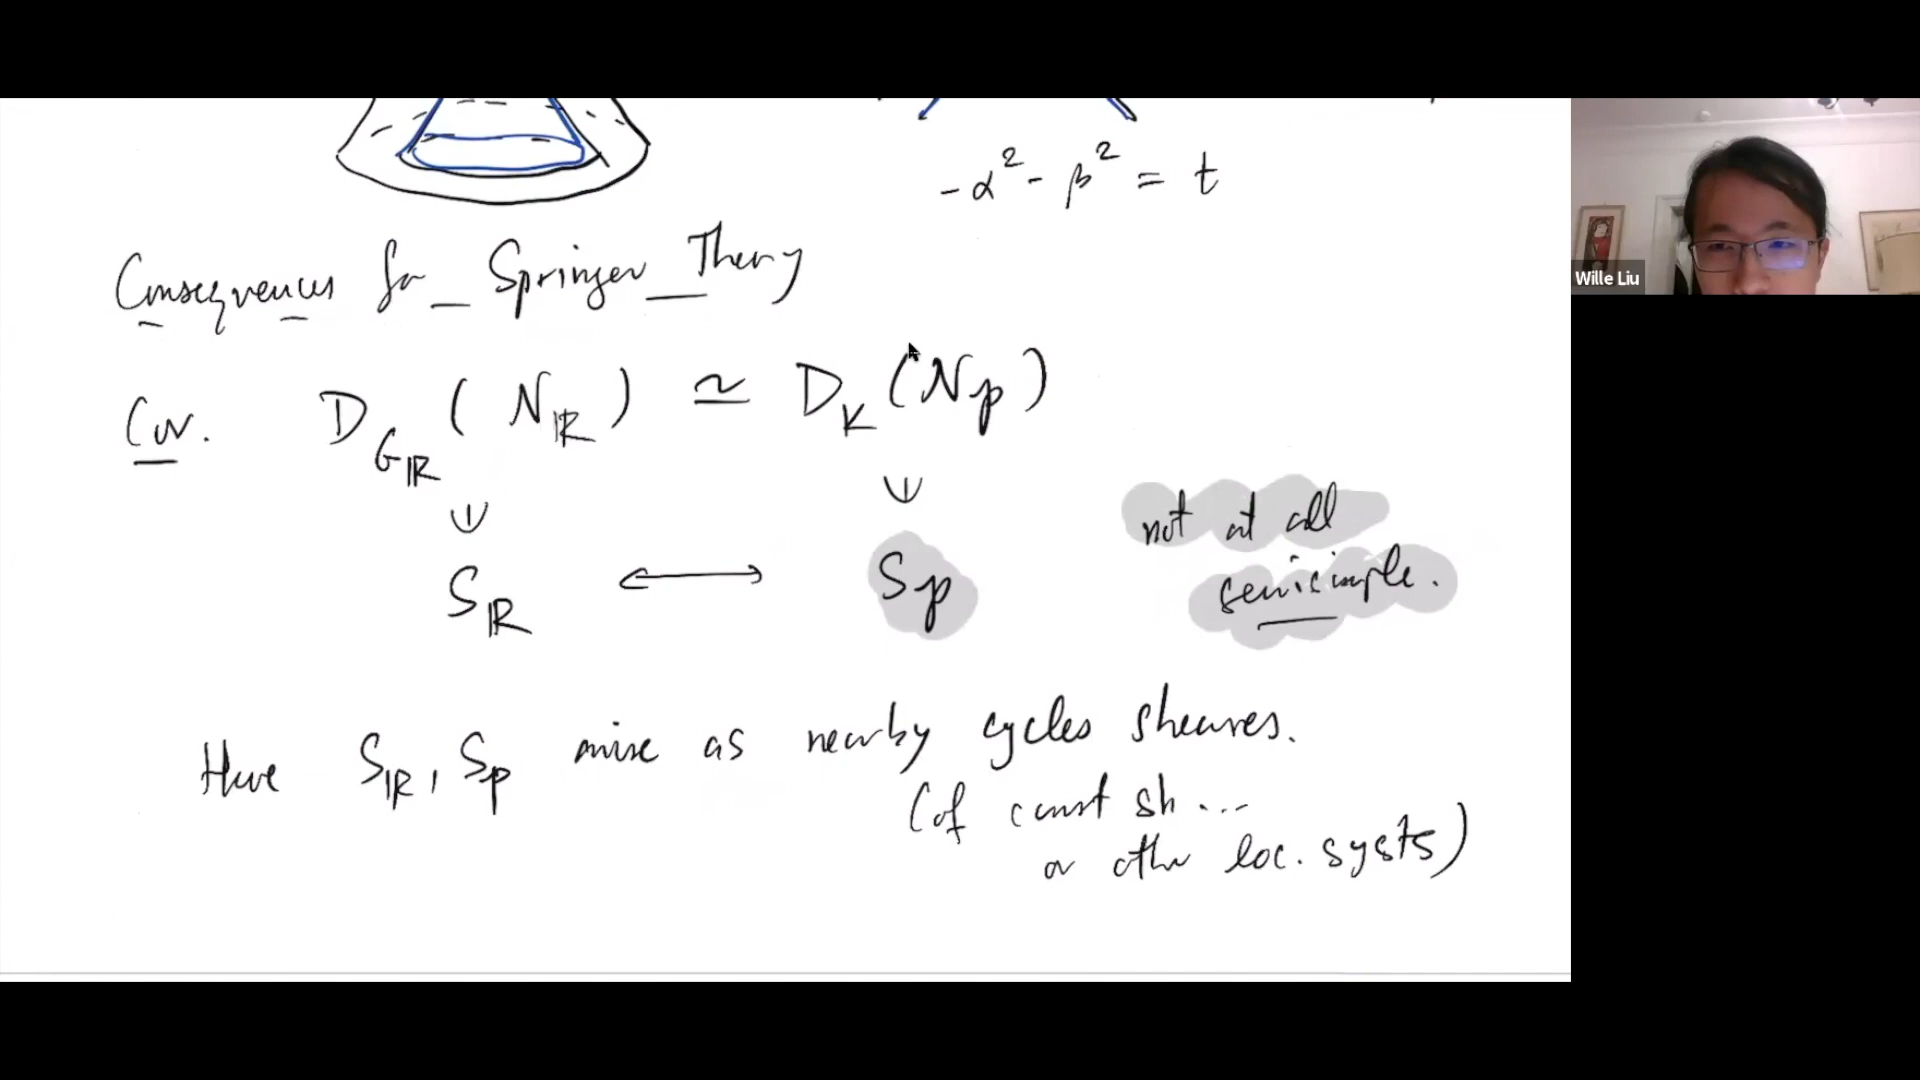 -α² - β² = t
Consequences for Springer Theory
Cor. D_{G_ℝ}(N_ℝ) ≃ D_K(N_p)
S_ℝ ⟷ S_p
not at all
semisimple.
Here S_ℝ, S_p arise as nearby cycles sheaves.
(of const sh...
or other loc. systs)
Wille Liu